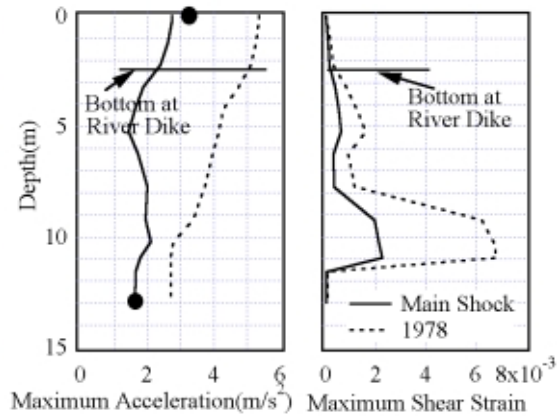 0
5
10
15
Depth(m)
Bottom at
River Dike
0 2 4 6
Maximum Acceleration(m/s²)
Bottom at
River Dike
Main Shock
1978
0 2 4 6 8x10⁻³
Maximum Shear Strain